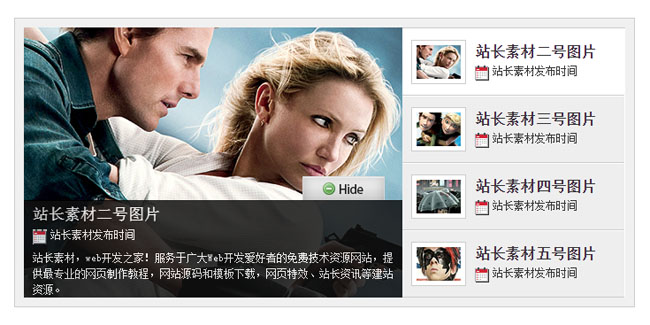 Hide
站长素材二号图片
站长素材发布时间
站长素材，web开发之家！服务于广大Web开发爱好者的免费技术资源网站，提
供最专业的网页制作教程，网站源码和模板下载，网页特效、站长资讯等建站
资源。
站长素材二号图片
站长素材发布时间
站长素材三号图片
站长素材发布时间
站长素材四号图片
站长素材发布时间
站长素材五号图片
站长素材发布时间